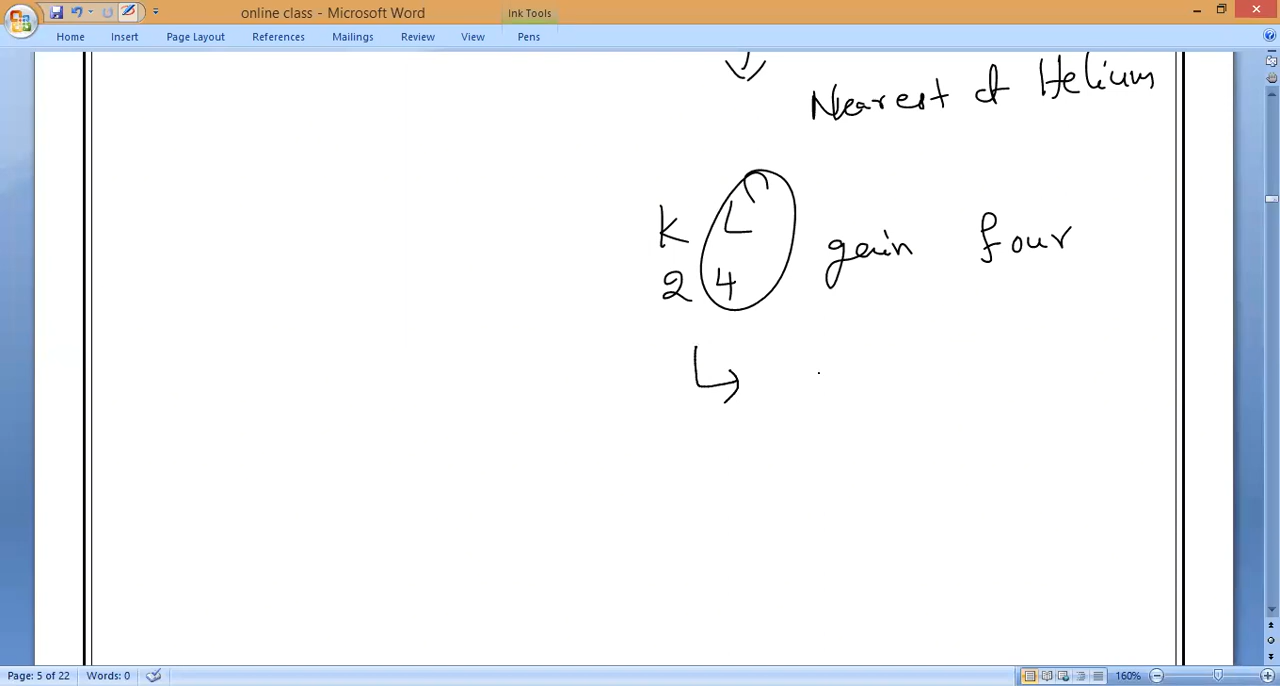 online class - Microsoft Word
Ink Tools
Home Insert Page Layout References Mailings Review View Pens
Nearest of Helium
K L
2 4
gain four
Page: 5 of 22 Words: 0 160%